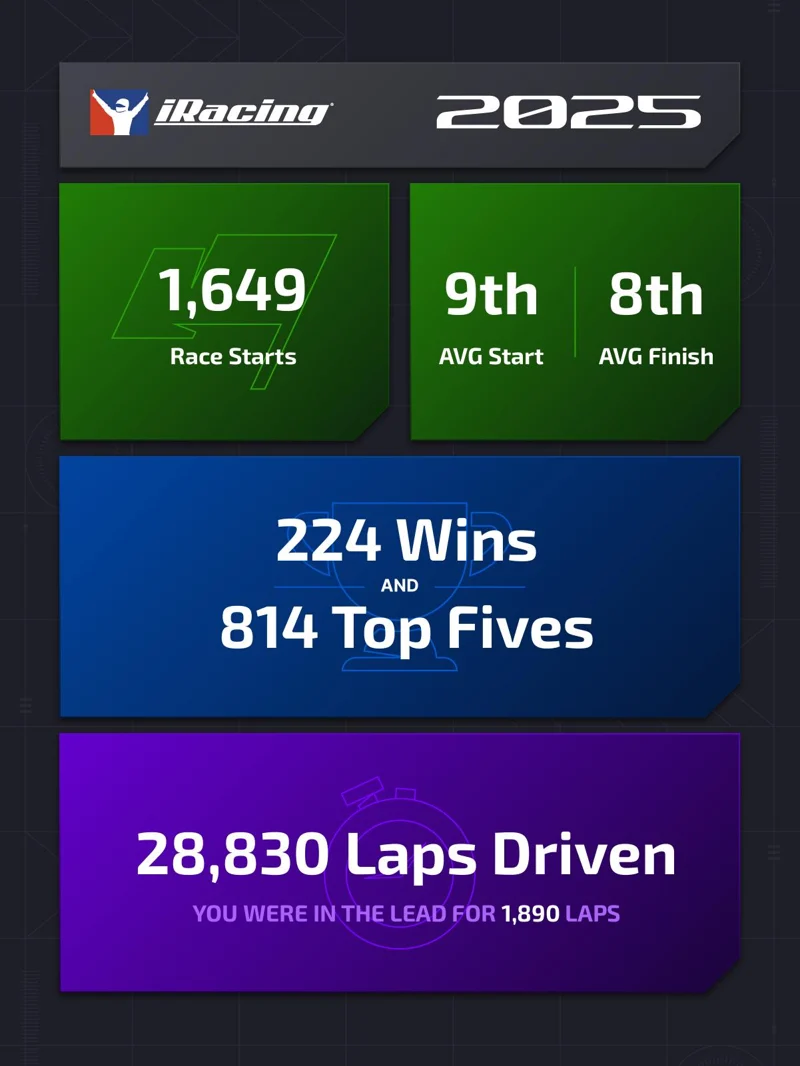 iRacing
2025
1,649
Race Starts
9th
AVG Start
8th
AVG Finish
224 Wins
AND
814 Top Fives
28,830 Laps Driven
YOU WERE IN THE LEAD FOR 1,890 LAPS